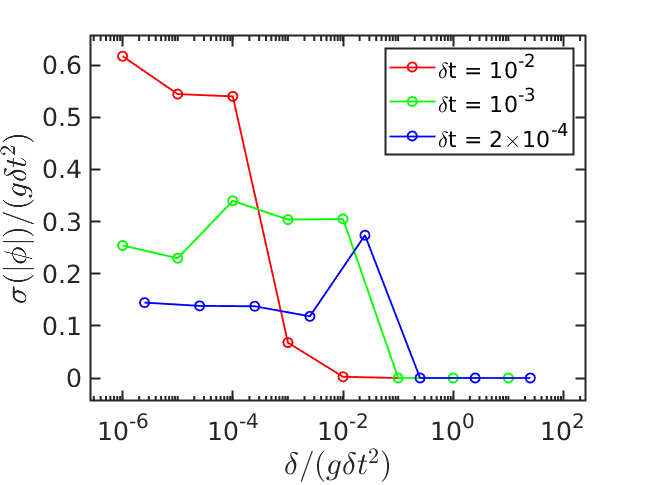 δt = 10⁻²
δt = 10⁻³
δt = 2×10⁻⁴
σ(|ϕ|)/(gδt²)
0.6
0.5
0.4
0.3
0.2
0.1
0
10⁻⁶ 10⁻⁴ 10⁻² 10⁰ 10²
δ/(gδt²)